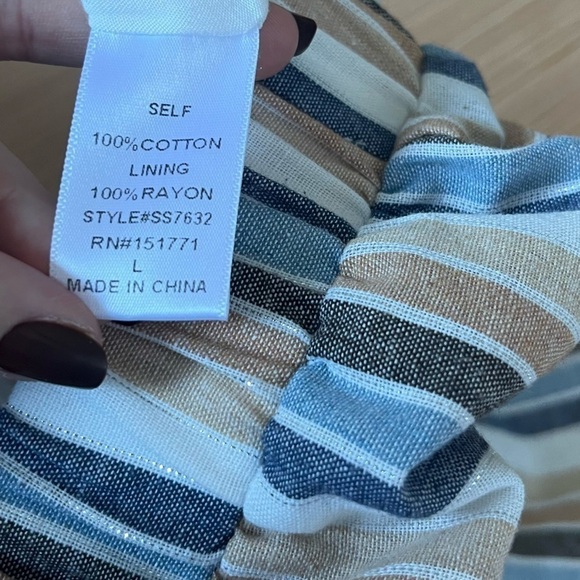 SELF
100%COTTON
LINING
100%RAYON
STYLE#SS7632
RN#151771
L
MADE IN CHINA